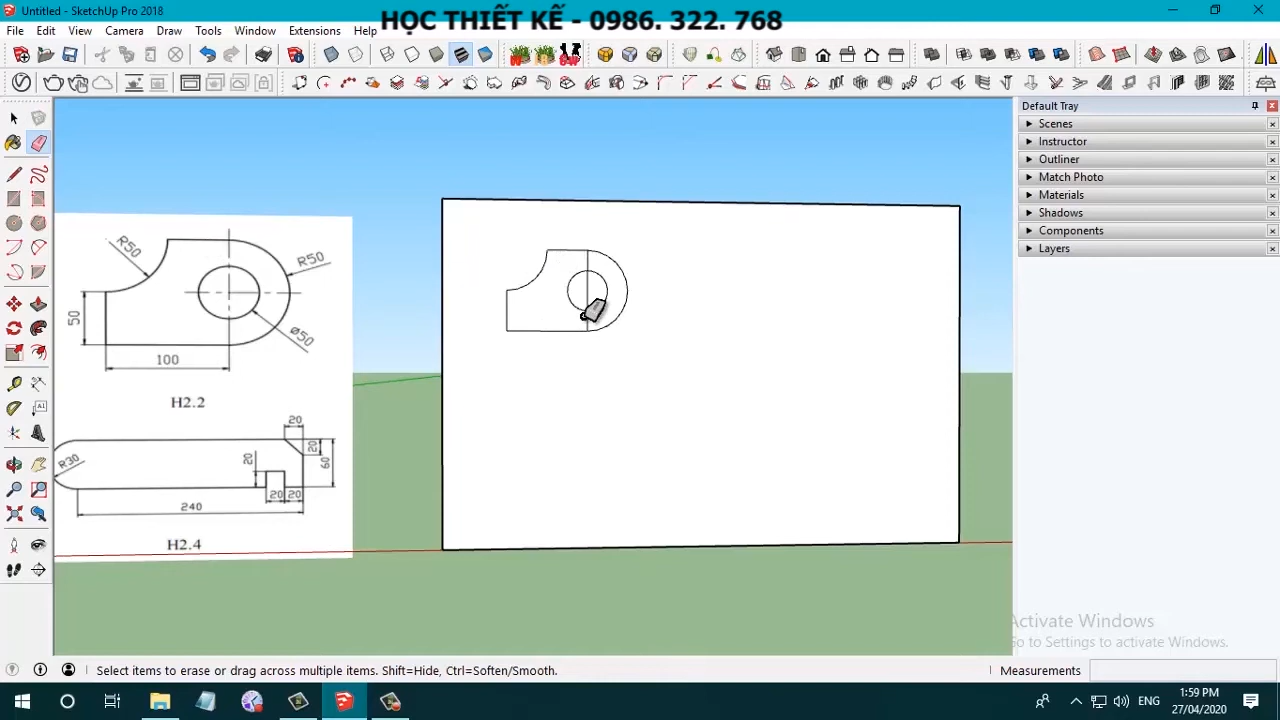 Untitled - SketchUp Pro 2018
HỌC THIẾT KẾ - 0986. 322. 768
File Edit View Camera Draw Tools Window Extensions Help
Default Tray
Scenes
Instructor
Outliner
Match Photo
Materials
Shadows
Components
Layers
R50
R50
50
Ø50
100
H2.2
20
20
60
R30
20
20 20
240
H2.4
Activate Windows
Go to Settings to activate Windows.
Select items to erase or drag across multiple items. Shift=Hide, Ctrl=Soften/Smooth.
Measurements
ENG
1:59 PM
27/04/2020